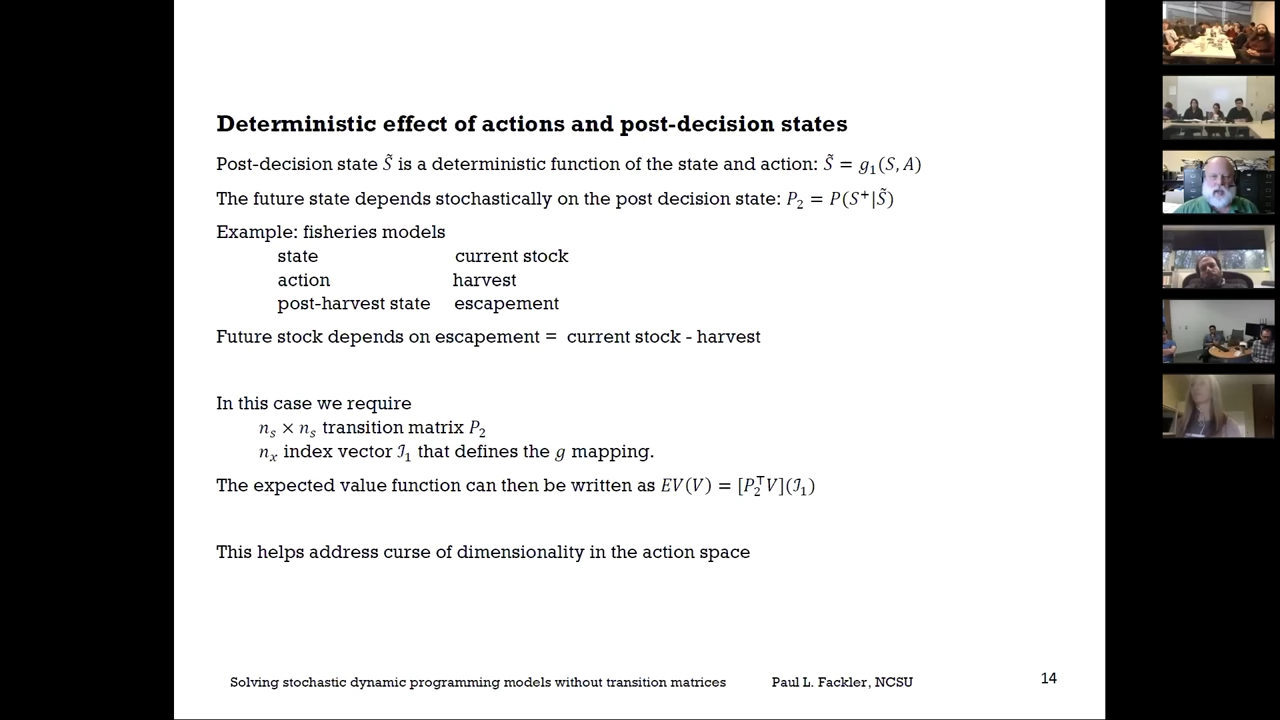 Deterministic effect of actions and post-decision states
Post-decision state S̃ is a deterministic function of the state and action: S̃ = g₁(S, A)
The future state depends stochastically on the post decision state: P₂ = P(S⁺|S̃)
Example: fisheries models
state current stock
action harvest
post-harvest state escapement
Future stock depends on escapement = current stock - harvest
In this case we require
nₛ × nₛ transition matrix P₂
nₓ index vector ℐ₁ that defines the g mapping.
The expected value function can then be written as EV(V) = [P₂ᵀV](ℐ₁)
This helps address curse of dimensionality in the action space
Solving stochastic dynamic programming models without transition matrices Paul L. Fackler, NCSU 14